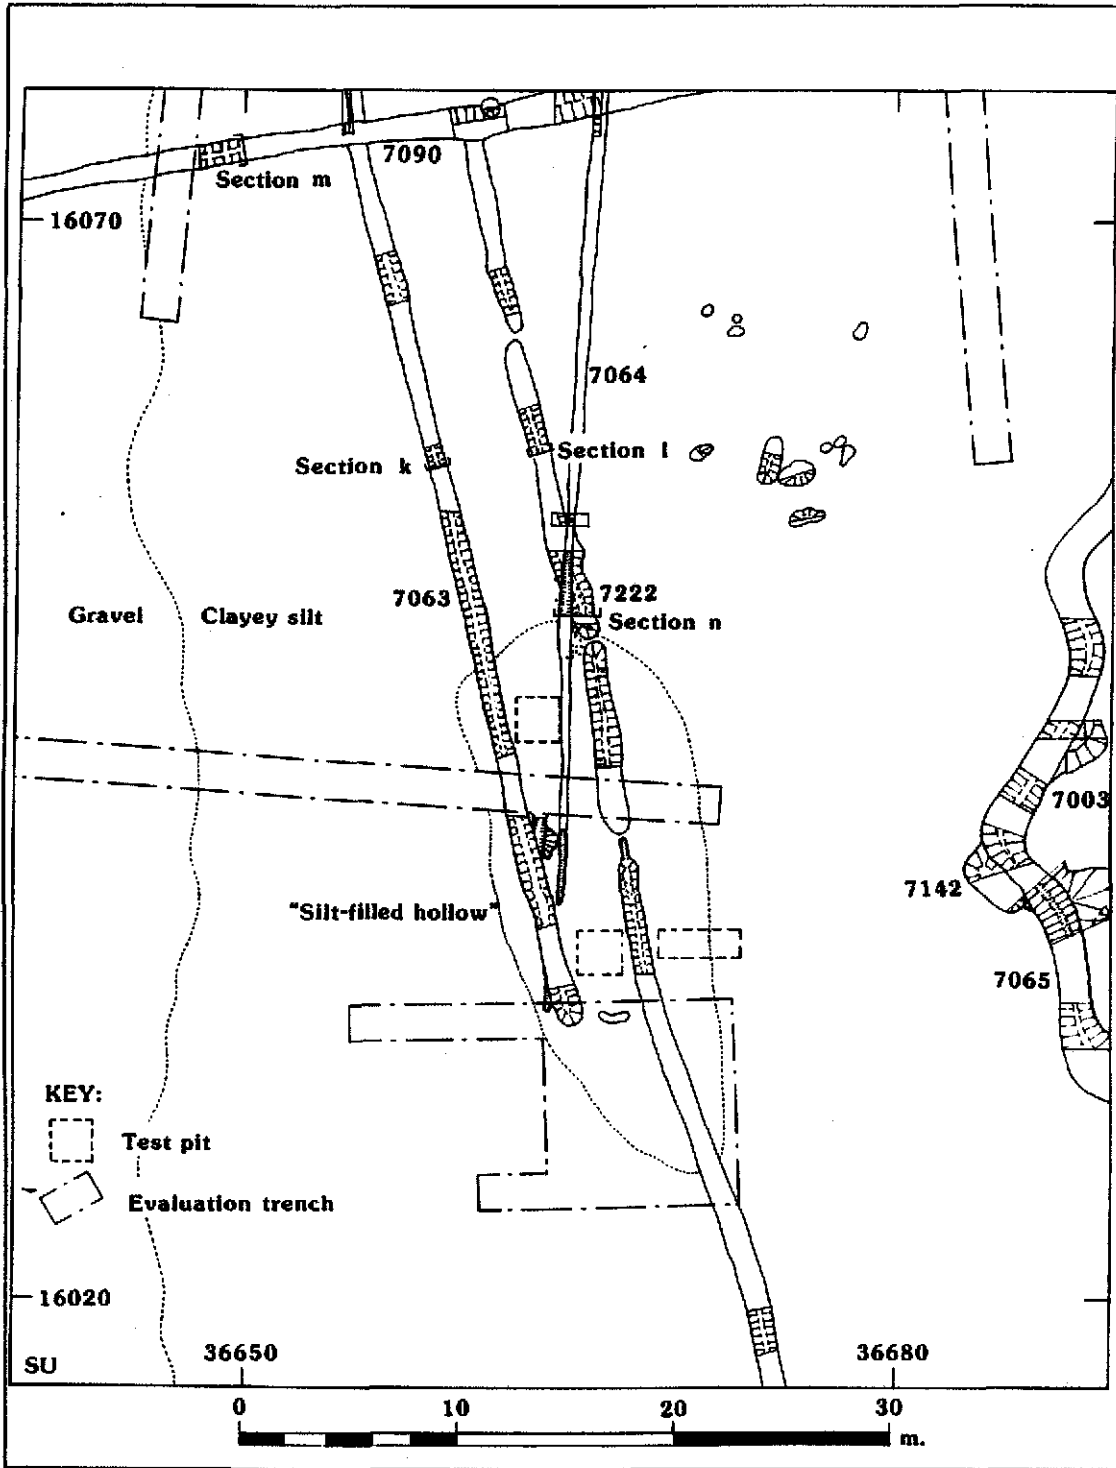 7090
Section m
16070
7064
Section l
Section k
7063
7222
Gravel
Clayey silt
Section n
7003
7142
"Silt-filled hollow"
7065
KEY:
Test pit
Evaluation trench
16020
SU
36650
36680
0
10
20
30
m.